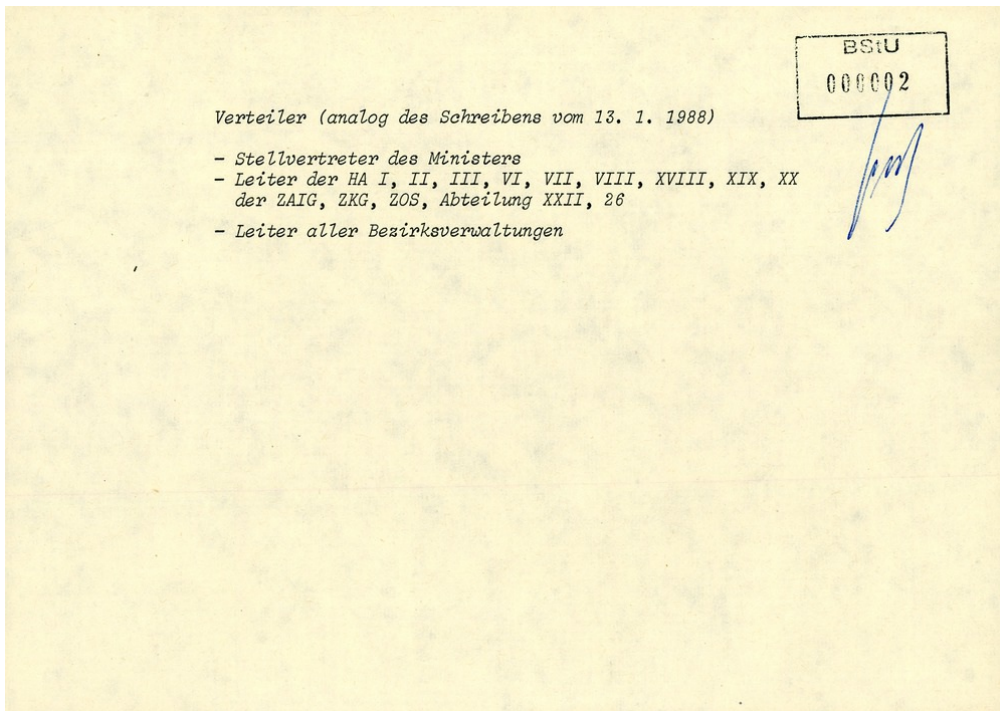 BStU
000002
Verteiler (analog des Schreibens vom 13. 1. 1988)
- Stellvertreter des Ministers
- Leiter der HA I, II, III, VI, VII, VIII, XVIII, XIX, XX
der ZAIG, ZKG, ZOS, Abteilung XXII, 26
- Leiter aller Bezirksverwaltungen